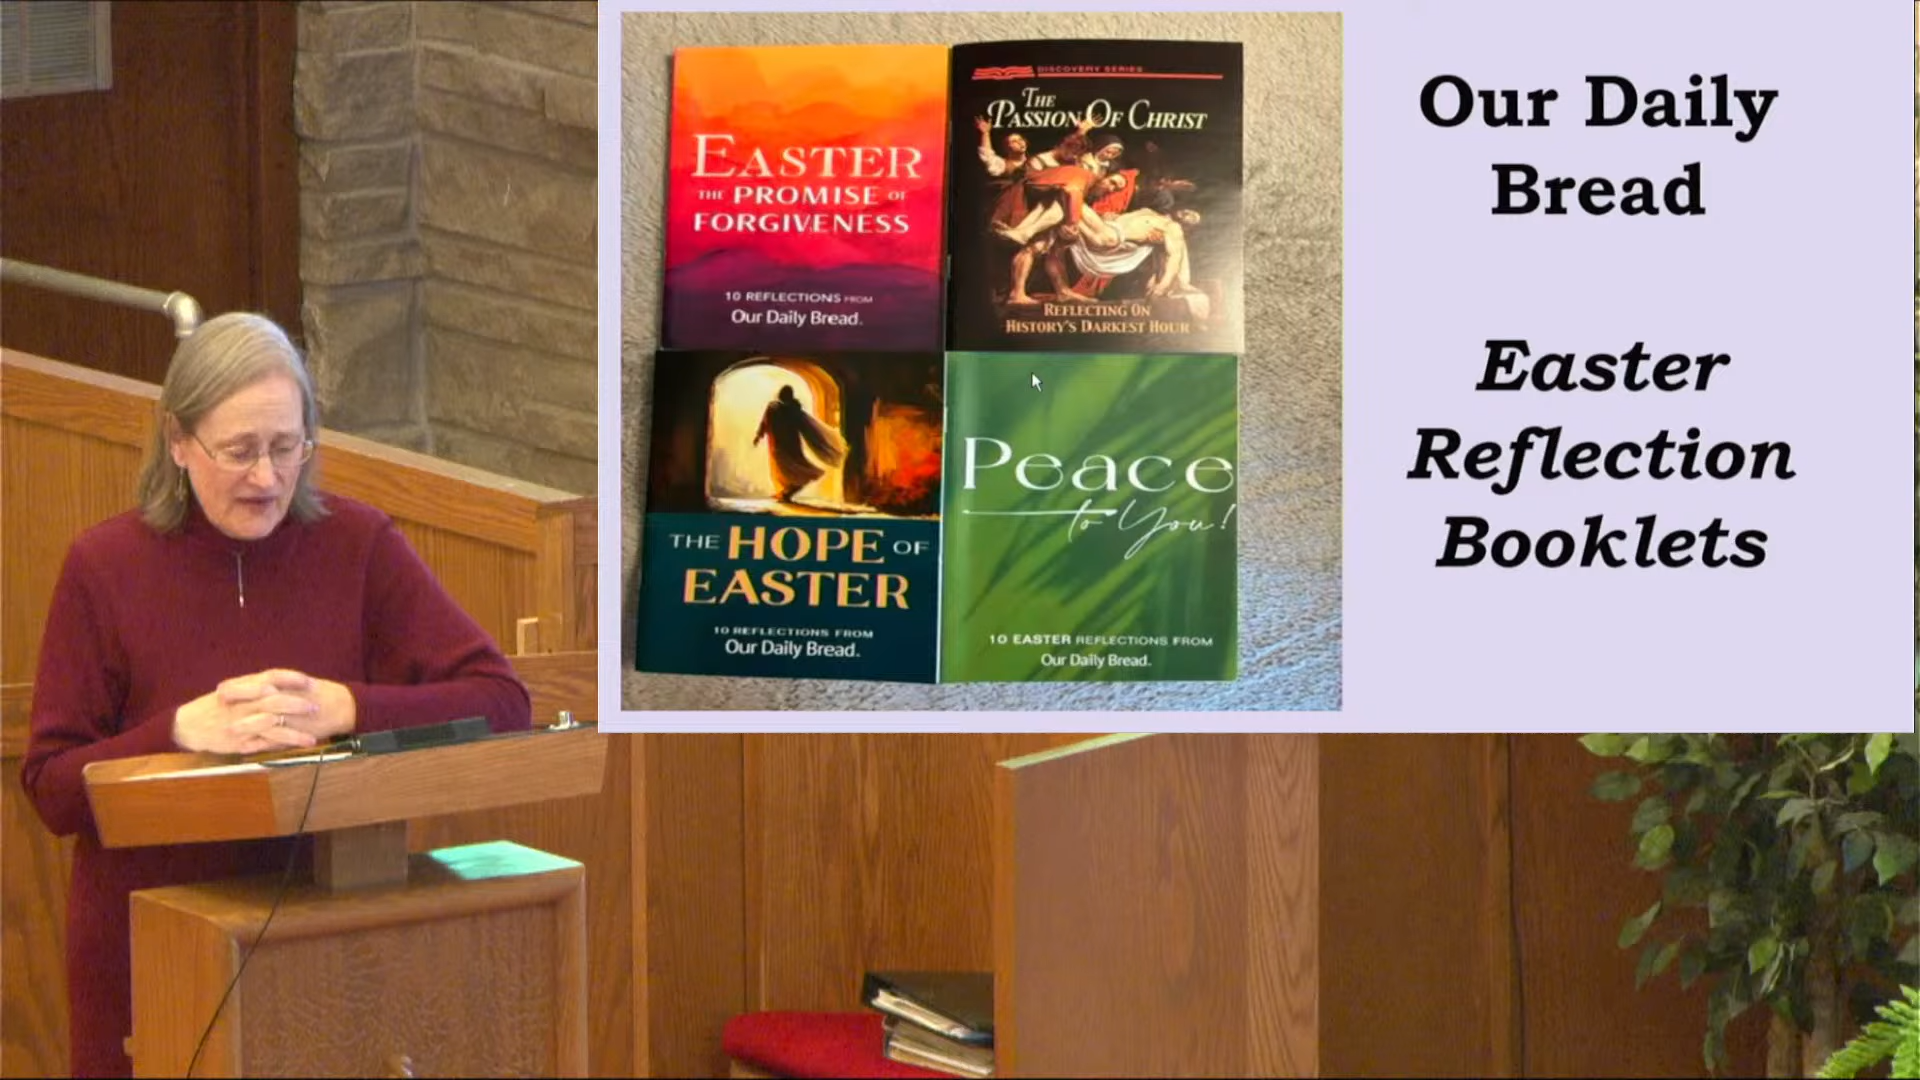 EASTER
THE PROMISE OF
FORGIVENESS
10 REFLECTIONS FROM
Our Daily Bread.
DISCOVERY SERIES
THE
PASSION OF CHRIST
REFLECTING ON
HISTORY'S DARKEST HOUR
THE HOPE OF
EASTER
10 REFLECTIONS FROM
Our Daily Bread.
Peace
to You!
10 EASTER REFLECTIONS FROM
Our Daily Bread.
Our Daily
Bread
Easter
Reflection
Booklets